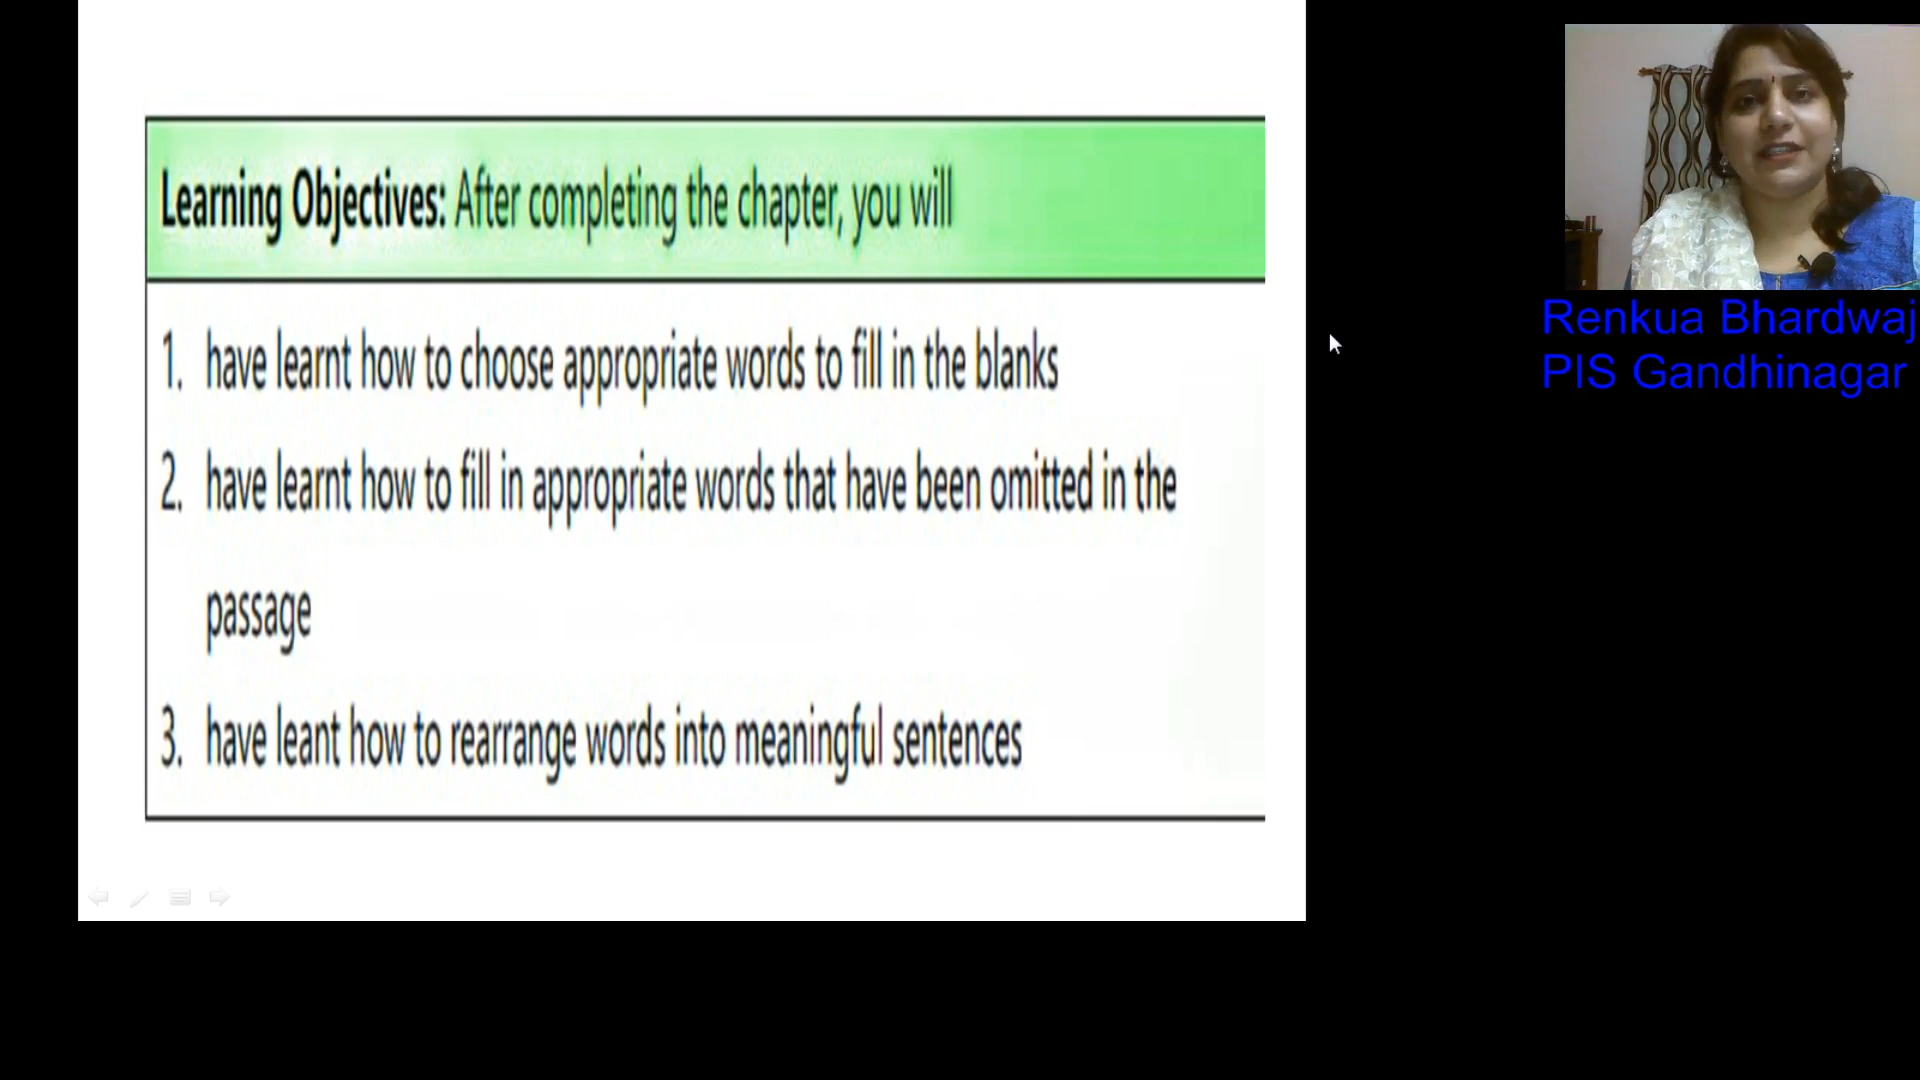 Learning Objectives: After completing the chapter, you will
1. have learnt how to choose appropriate words to fill in the blanks
2. have learnt how to fill in appropriate words that have been omitted in the
passage
3. have leant how to rearrange words into meaningful sentences
Renkua Bhardwaj
PIS Gandhinagar